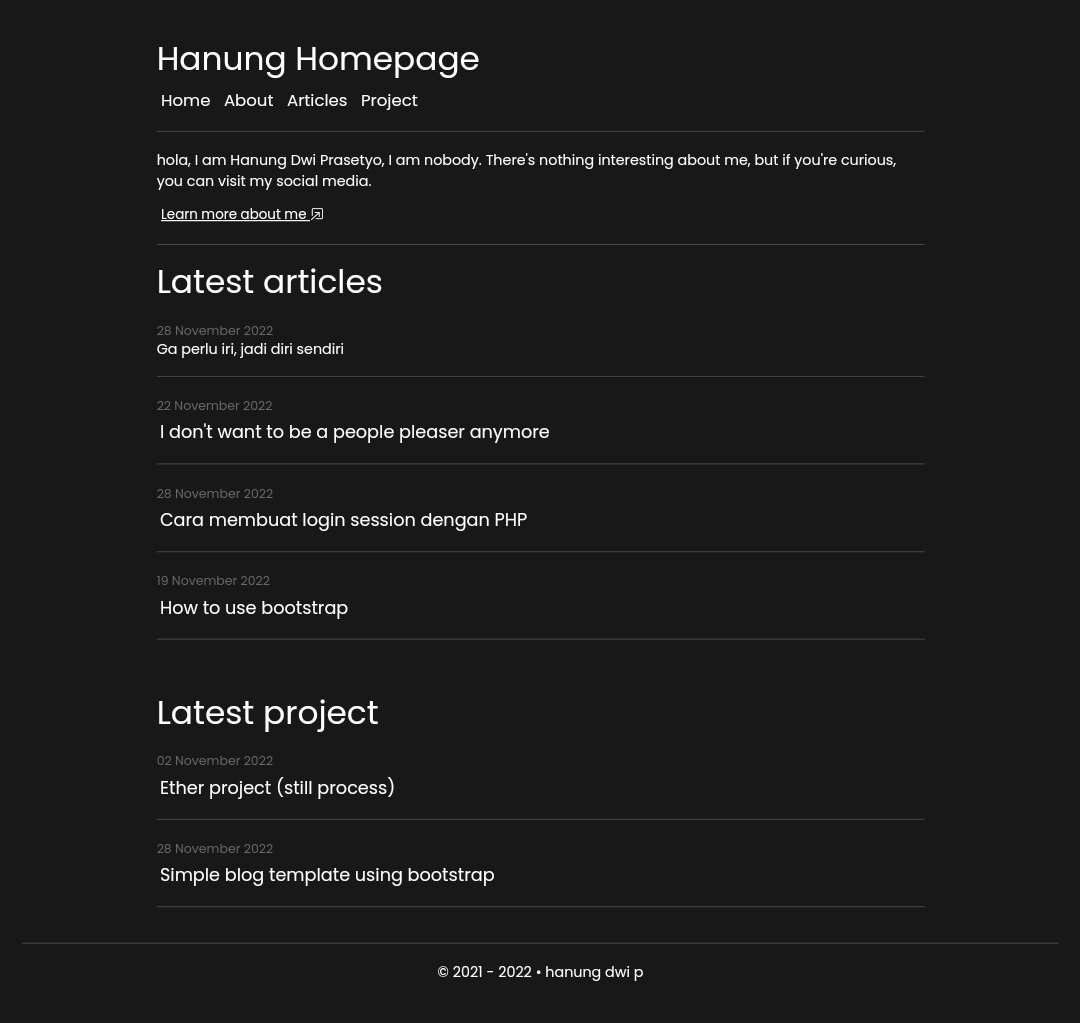 Hanung Homepage
Home About Articles Project
hola, I am Hanung Dwi Prasetyo, I am nobody. There's nothing interesting about me, but if you're curious,
you can visit my social media.
Learn more about me
Latest articles
28 November 2022
Ga perlu iri, jadi diri sendiri
22 November 2022
I don't want to be a people pleaser anymore
28 November 2022
Cara membuat login session dengan PHP
19 November 2022
How to use bootstrap
Latest project
02 November 2022
Ether project (still process)
28 November 2022
Simple blog template using bootstrap
© 2021 - 2022 • hanung dwi p